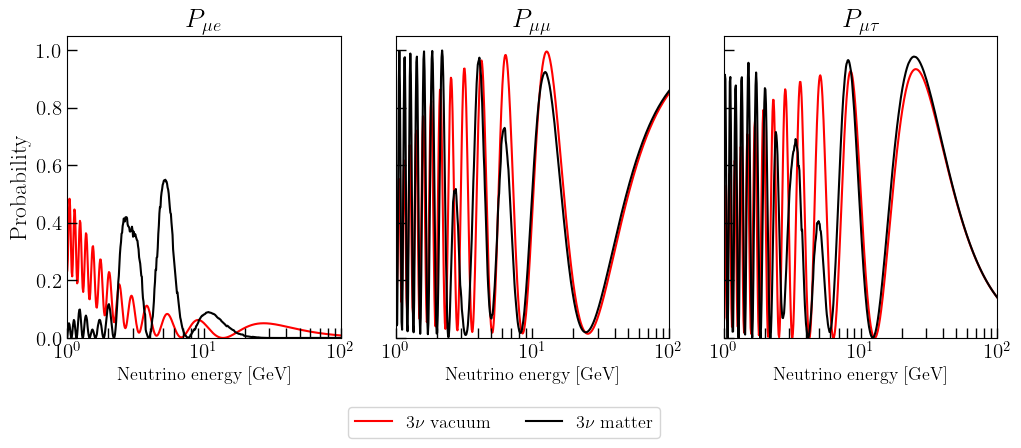 P_{μe}
P_{μμ}
P_{μτ}
Probability
1.0
0.8
0.6
0.4
0.2
0.0
10^0
10^1
10^2
10^0
10^1
10^2
10^0
10^1
10^2
Neutrino energy [GeV]
Neutrino energy [GeV]
Neutrino energy [GeV]
3ν vacuum
3ν matter